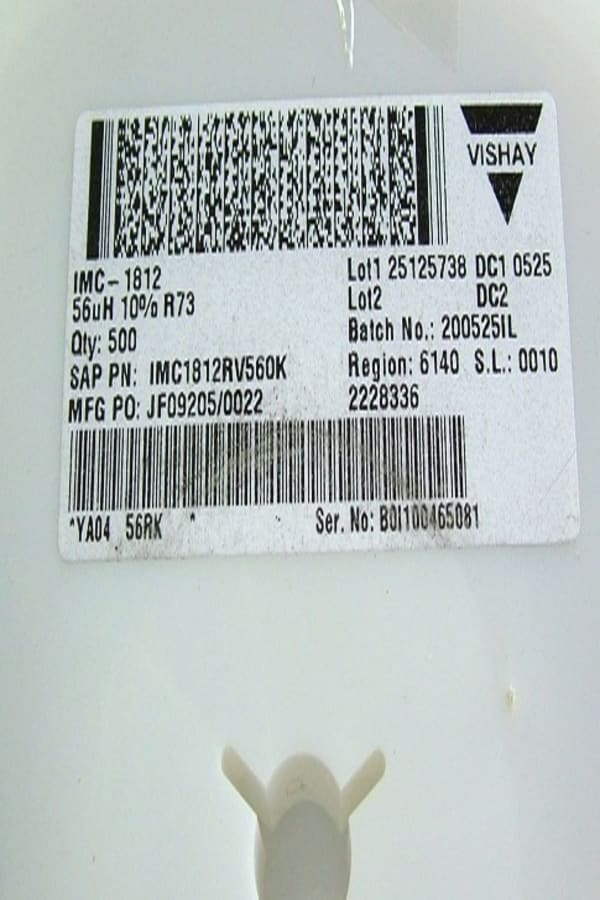 VISHAY
IMC-1812
56uH 10% R73
Qty: 500
SAP PN: IMC1812RV560K
MFG PO: JF09205/0022
Lot1 25125738 DC1 0525
Lot2 DC2
Batch No.: 200525IL
Region: 6140 S.L.: 0010
2228336
*YA04 56RK *
Ser. No: B0I100465081